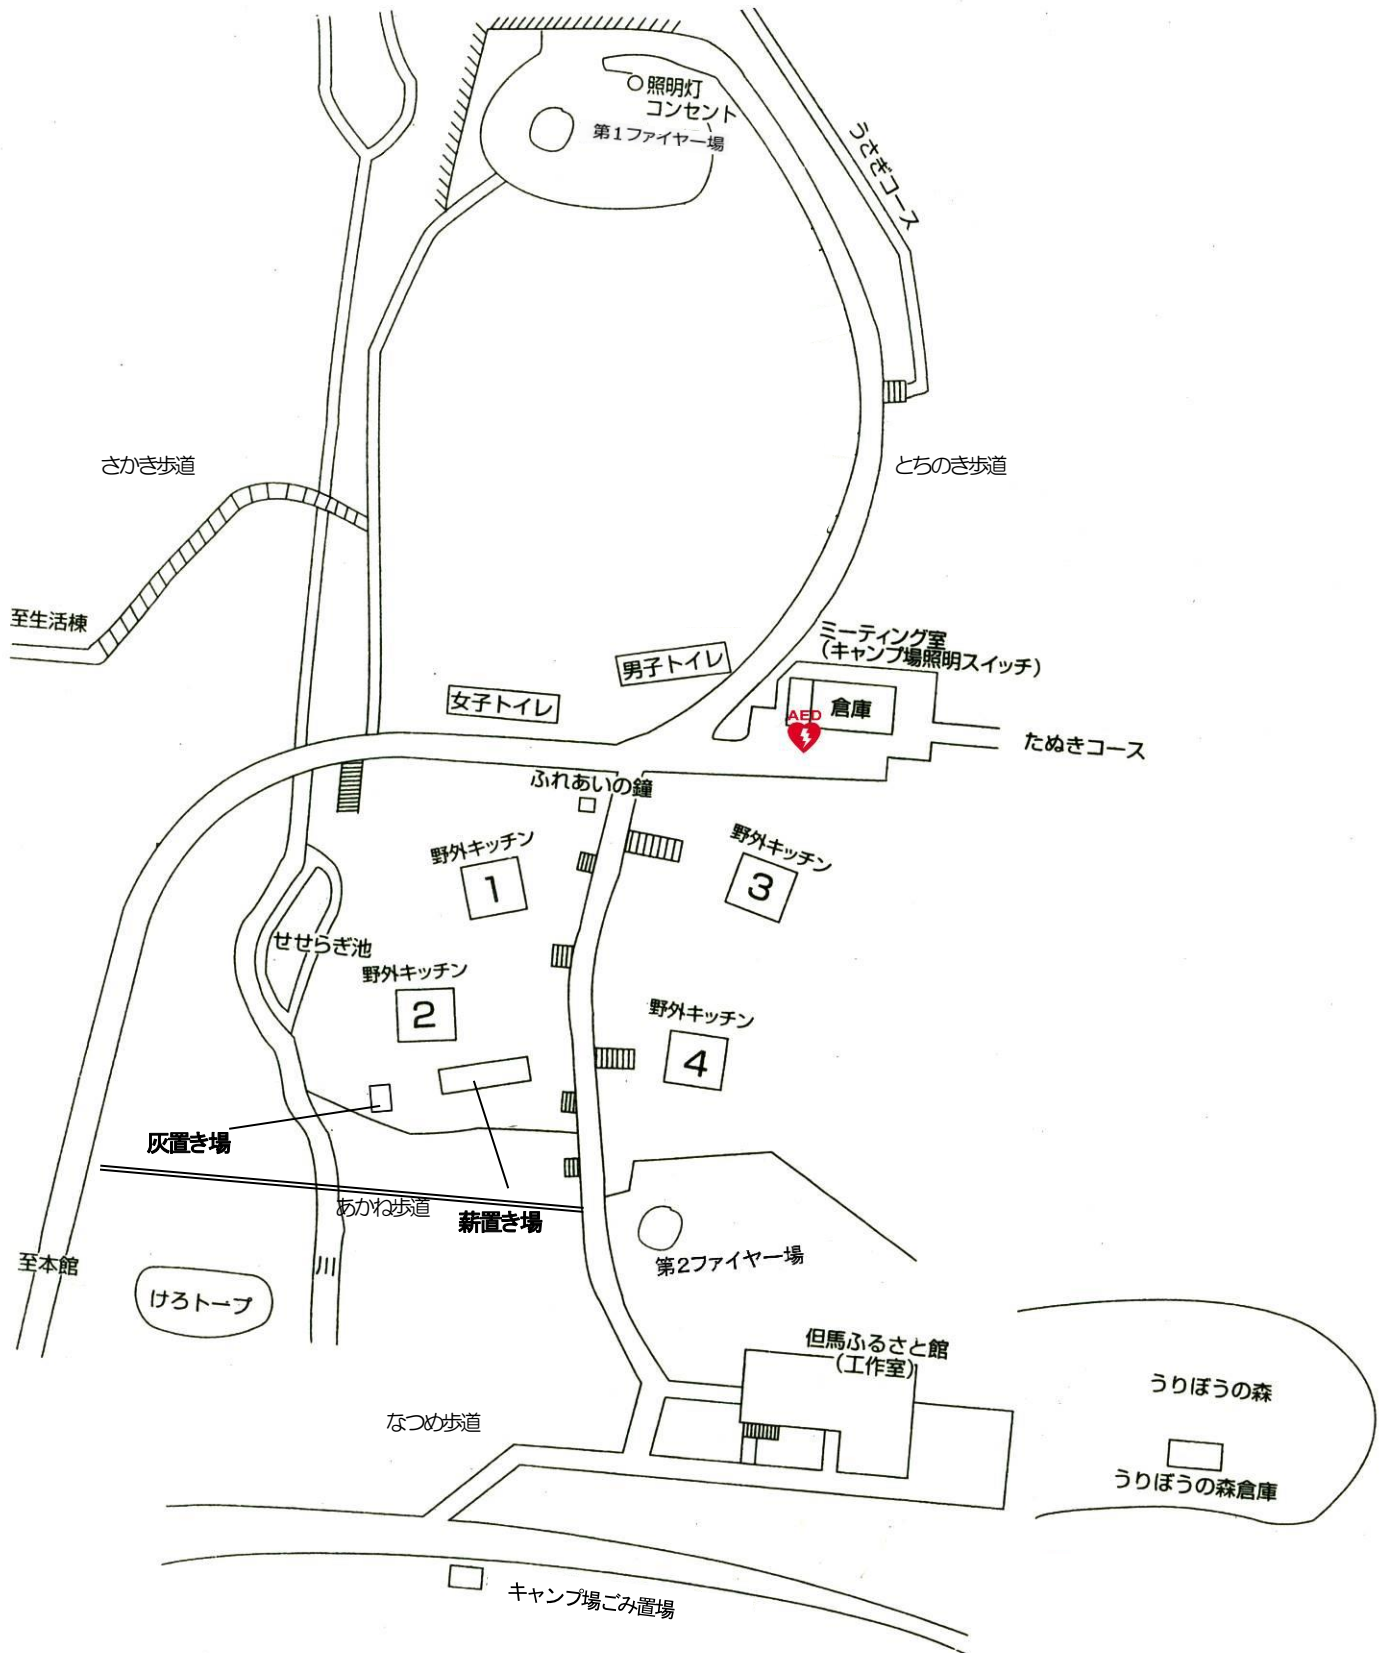 照明灯
コンセント
第1ファイヤー場
うさぎコース
さかき歩道
とちのき歩道
至生活棟
ミーティング室
（キャンプ場照明スイッチ）
男子トイレ
女子トイレ
倉庫
AED
たぬきコース
ふれあいの鐘
野外キッチン
1
野外キッチン
3
せせらぎ池
野外キッチン
2
野外キッチン
4
灰置き場
あかね歩道
薪置き場
至本館
川
けろトープ
第2ファイヤー場
但馬ふるさと館
（工作室）
うりぼうの森
なつめ歩道
うりぼうの森倉庫
キャンプ場ごみ置場